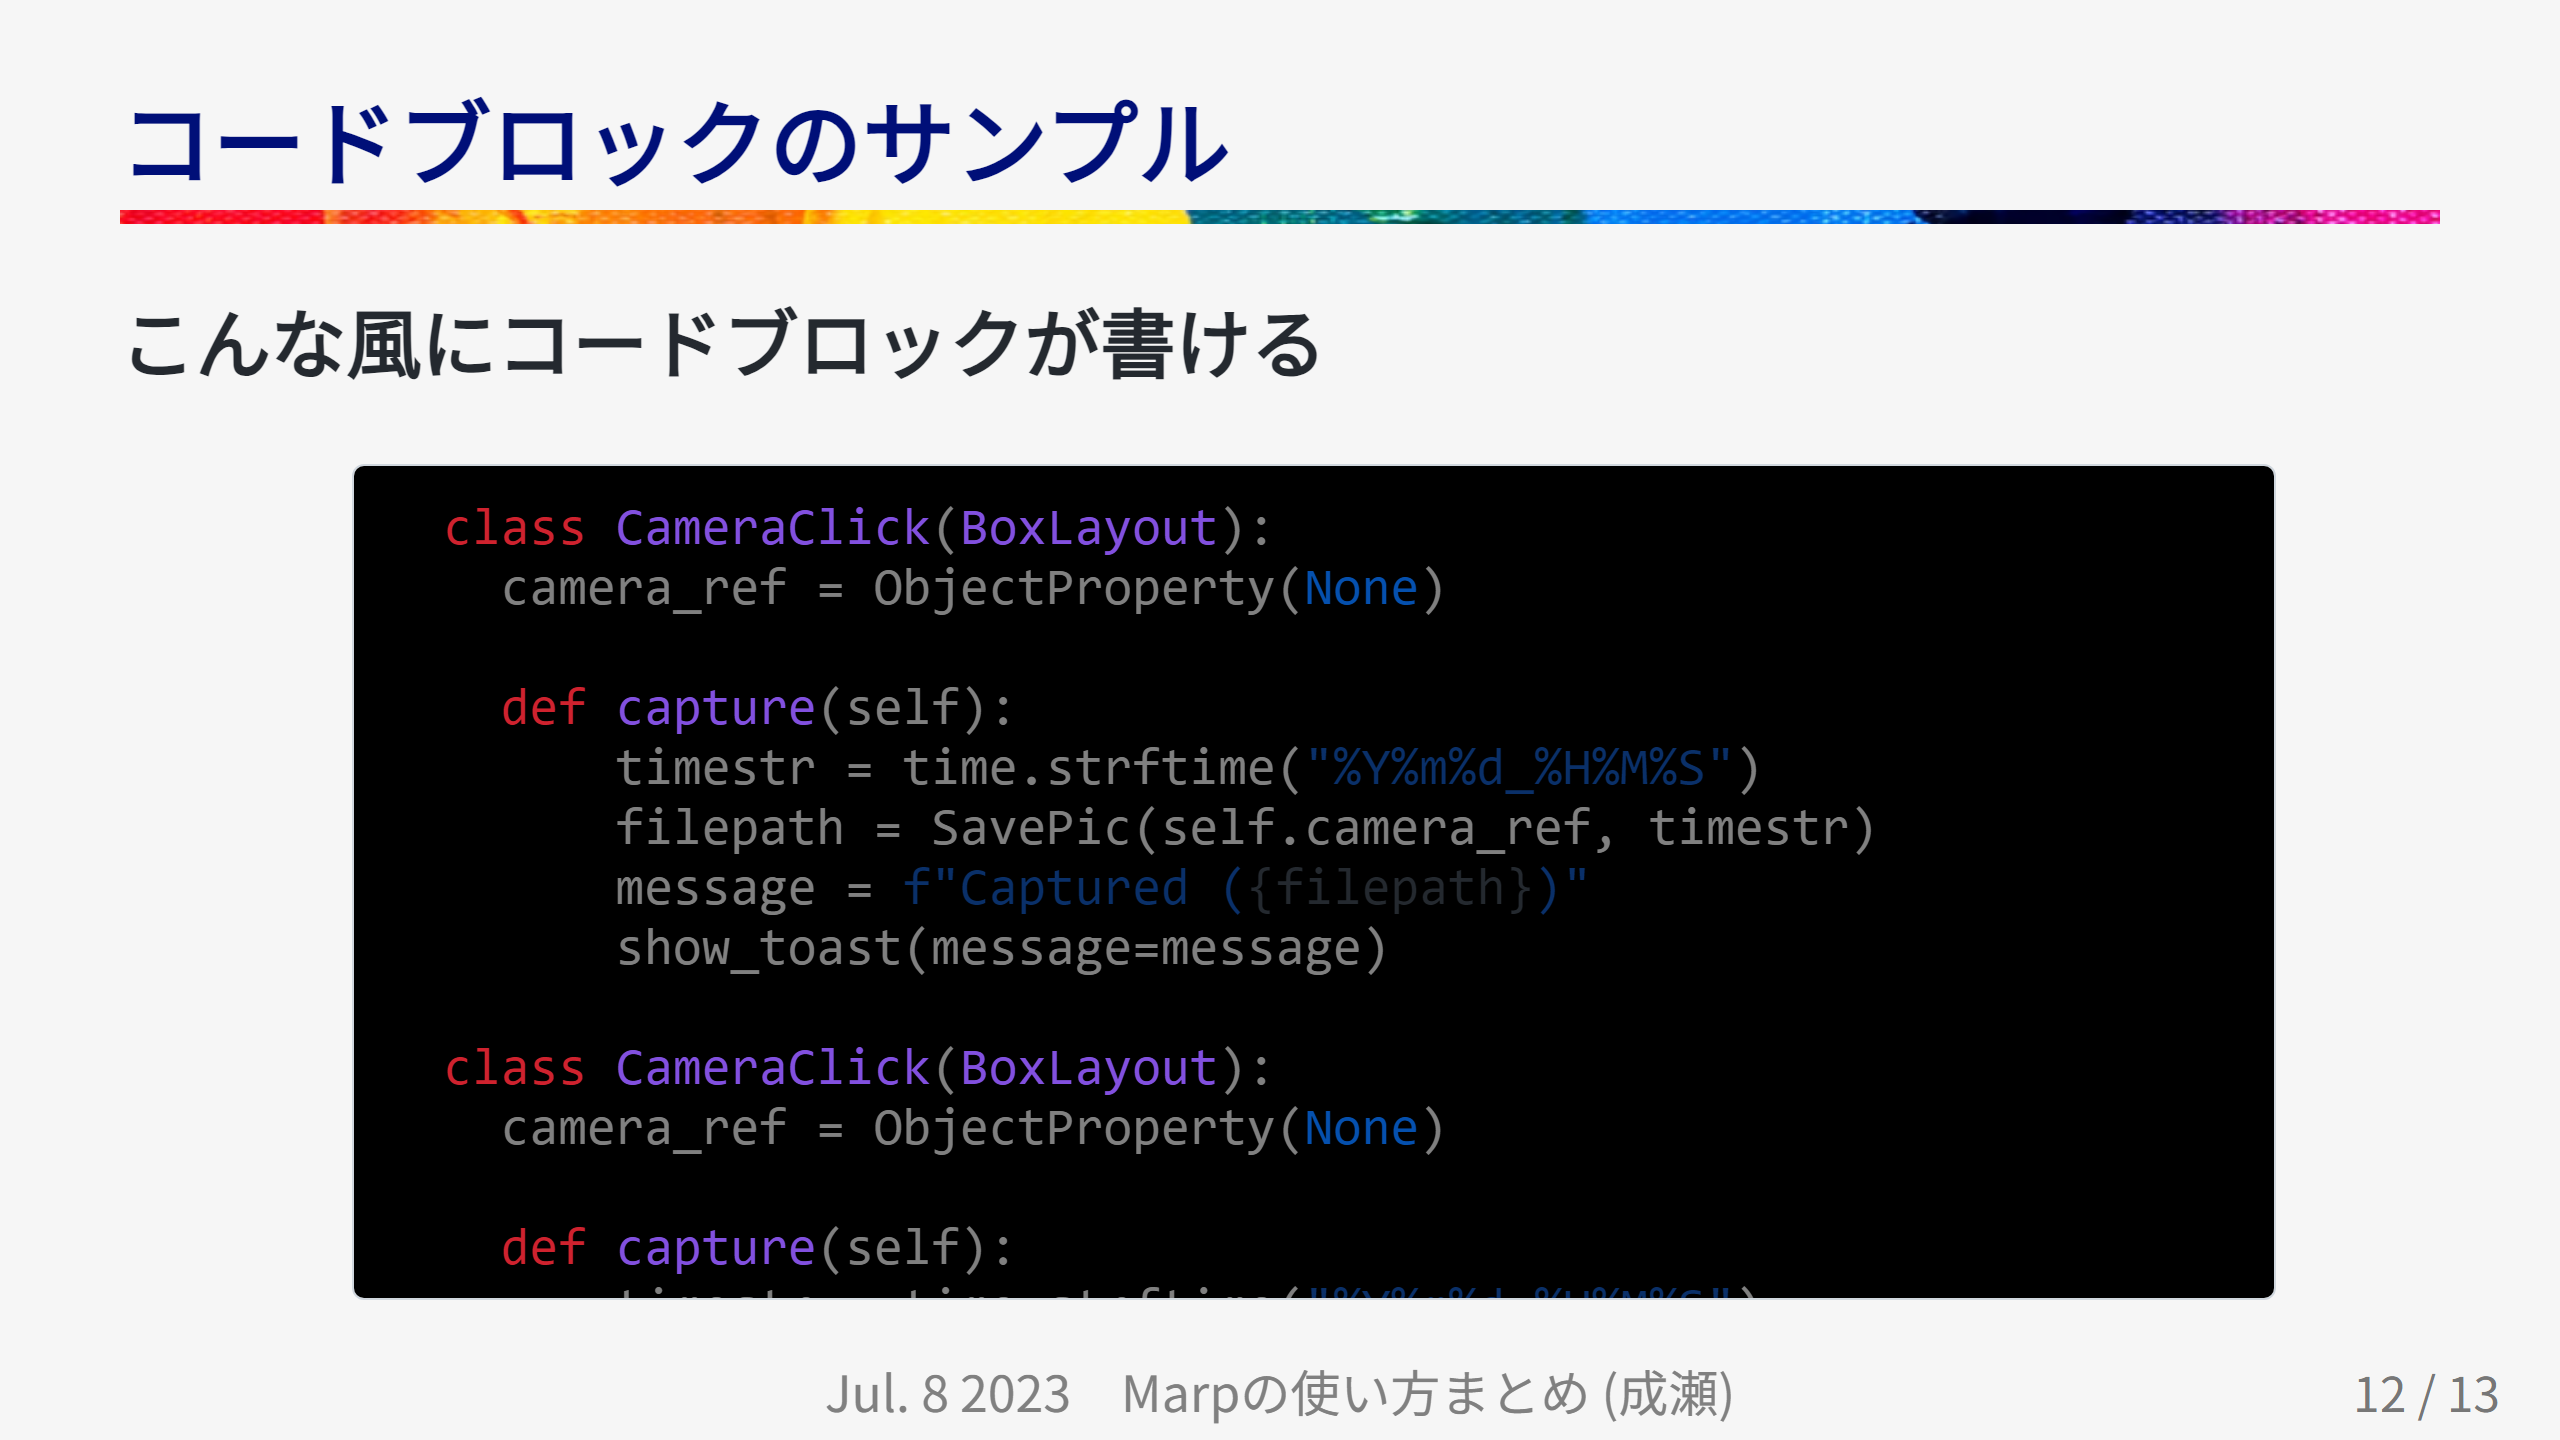 コードブロックのサンプル
こんな風にコードブロックが書ける
class CameraClick(BoxLayout):
  camera_ref = ObjectProperty(None)
  def capture(self):
      timestr = time.strftime("%Y%m%d_%H%M%S")
      filepath = SavePic(self.camera_ref, timestr)
      message = f"Captured ({filepath})"
      show_toast(message=message)
class CameraClick(BoxLayout):
  camera_ref = ObjectProperty(None)
  def capture(self):
Jul. 8 2023　Marpの使い方まとめ (成瀬)
12 / 13